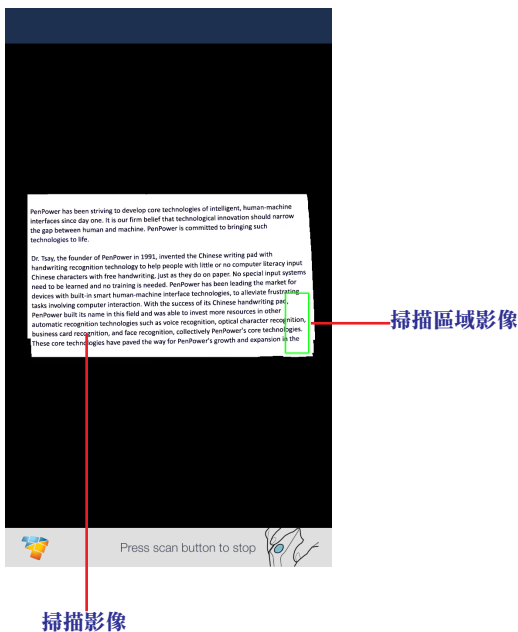 PenPower has been striving to develop core technologies of intelligent, human-machine
interfaces since day one. It is our firm belief that technological innovation should narrow
the gap between human and machine. PenPower is committed to bringing such
technologies to life.
Dr. Tsay, the founder of PenPower in 1991, invented the Chinese writing pad with
handwriting recognition technology to help people with little or no computer literacy input
Chinese characters with free handwriting, just as they do on paper. No special input systems
need to be learned and no training is needed. PenPower has been leading the market for
devices with built-in smart human-machine interface technologies, to alleviate frustrating
tasks involving computer interaction. With the success of its Chinese handwriting pad,
PenPower built its name in this field and was able to invest more resources in other
automatic recognition technologies such as voice recognition, optical character recognition,
business card recognition, and face recognition, collectively PenPower's core technologies.
These core technologies have paved the way for PenPower's growth and expansion in the
掃描區域影像
Press scan button to stop
掃描影像